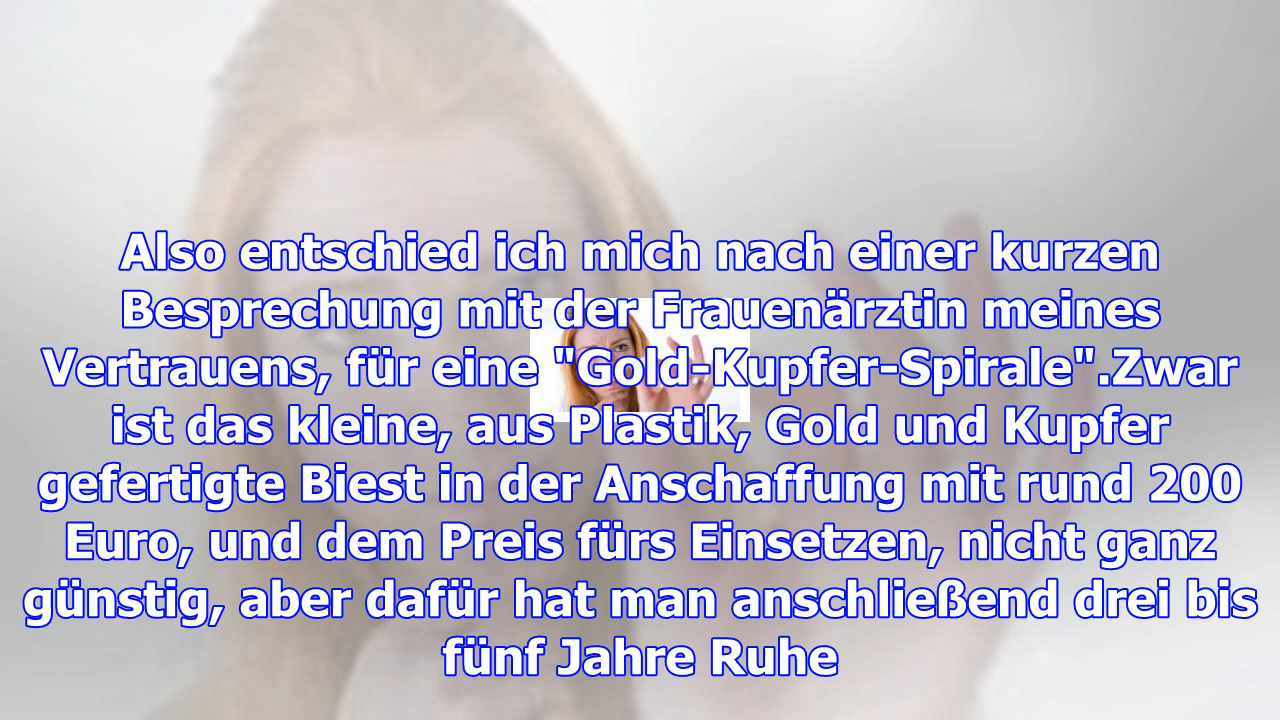 Also entschied ich mich nach einer kurzen
Besprechung mit der Frauenärztin meines
Vertrauens, für eine "Gold-Kupfer-Spirale".Zwar
ist das kleine, aus Plastik, Gold und Kupfer
gefertigte Biest in der Anschaffung mit rund 200
Euro, und dem Preis fürs Einsetzen, nicht ganz
günstig, aber dafür hat man anschließend drei bis
fünf Jahre Ruhe